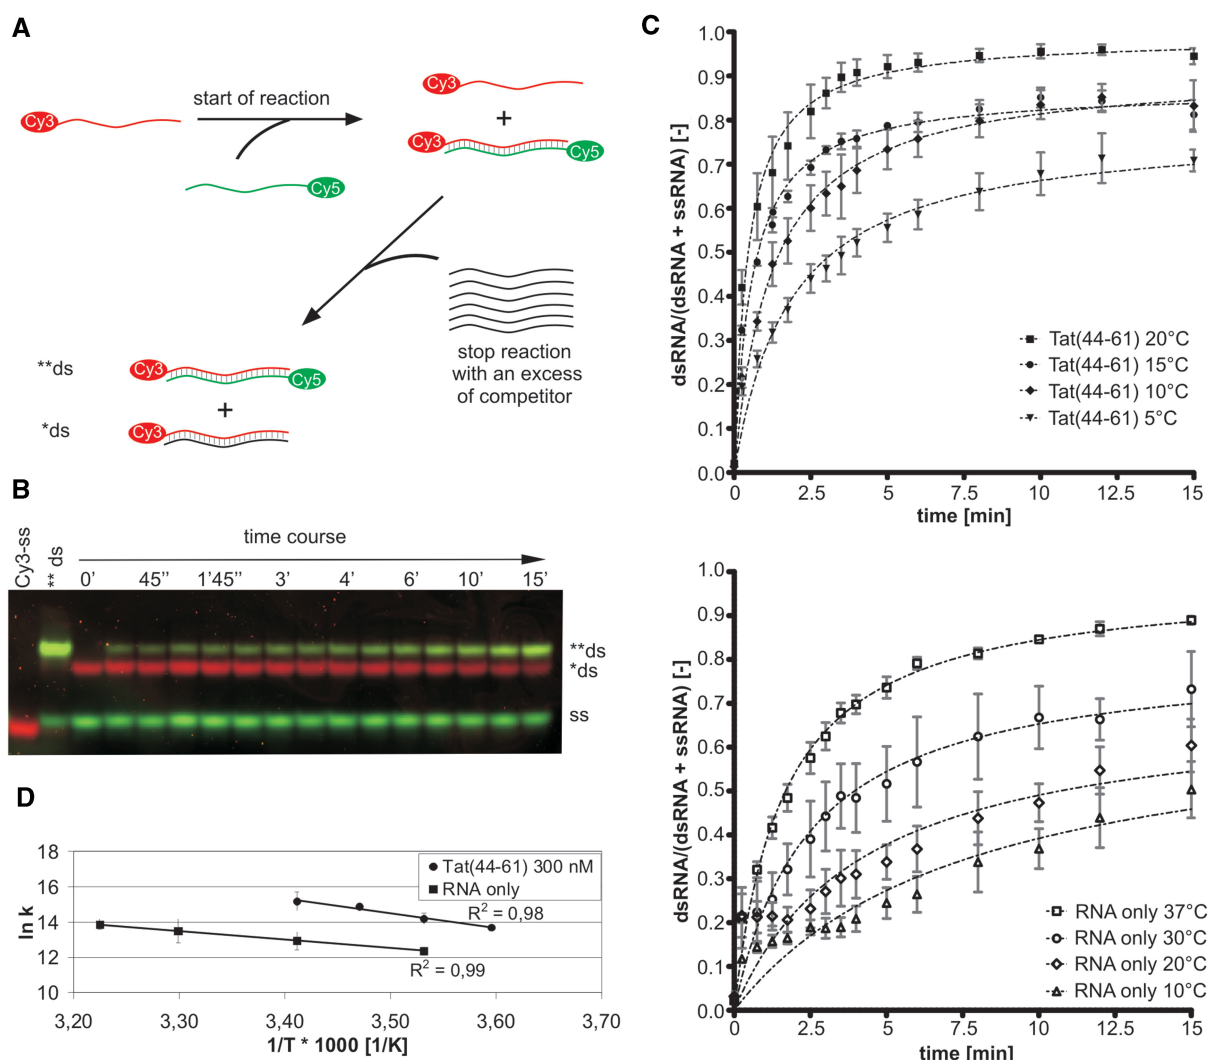 A
Cy3
start of reaction
Cy5
Cy3
+
Cy3
Cy5
stop reaction
with an excess
of competitor
**ds
Cy3
Cy5
+
*ds
Cy3
B
Cy3-ss
** ds
time course
0’ 45’’ 1’45’’ 3’ 4’ 6’ 10’ 15’
**ds
*ds
ss
D
ln k
18
16
14
12
10
Tat(44-61) 300 nM
RNA only
R² = 0,98
R² = 0,99
3,20 3,30 3,40 3,50 3,60 3,70
1/T * 1000 [1/K]
C
dsRNA/(dsRNA + ssRNA) [-]
1.0
0.9
0.8
0.7
0.6
0.5
0.4
0.3
0.2
0.1
0.0
Tat(44-61) 20°C
Tat(44-61) 15°C
Tat(44-61) 10°C
Tat(44-61) 5°C
0 2.5 5 7.5 10 12.5 15
time [min]
dsRNA/(dsRNA + ssRNA) [-]
1.0
0.9
0.8
0.7
0.6
0.5
0.4
0.3
0.2
0.1
0.0
RNA only 37°C
RNA only 30°C
RNA only 20°C
RNA only 10°C
0 2.5 5 7.5 10 12.5 15
time [min]